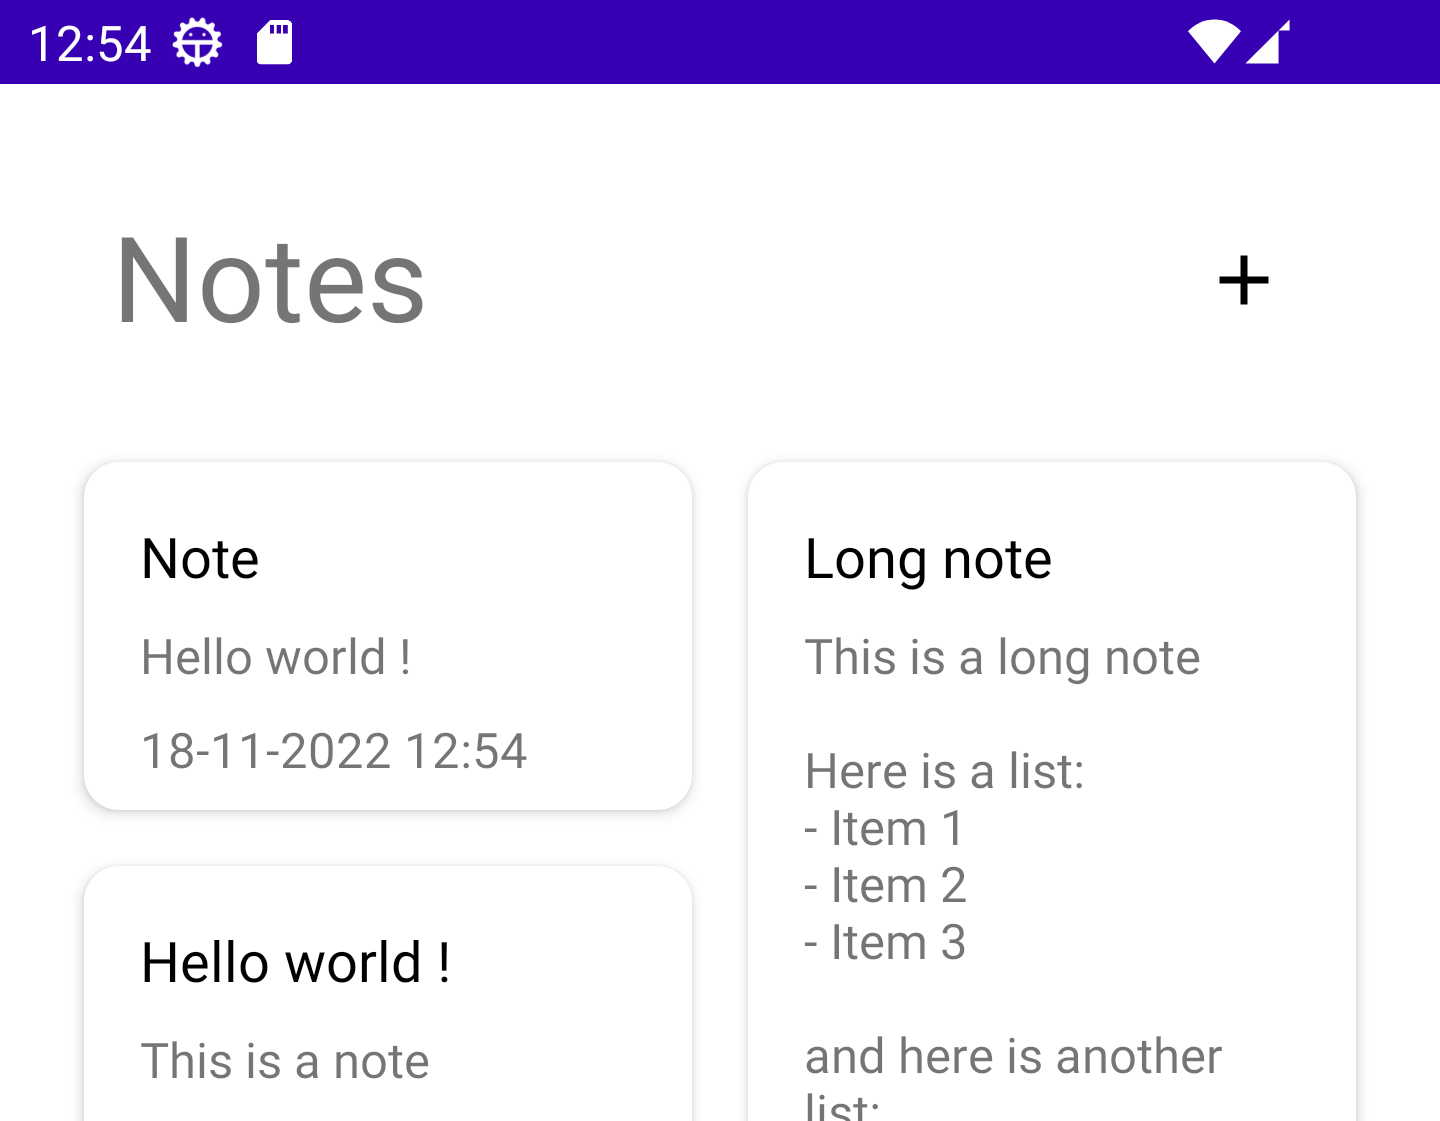 12:54
Notes
Note
Hello world !
18-11-2022 12:54
Hello world !
This is a note
Long note
This is a long note
Here is a list:
- Item 1
- Item 2
- Item 3
and here is another
list: